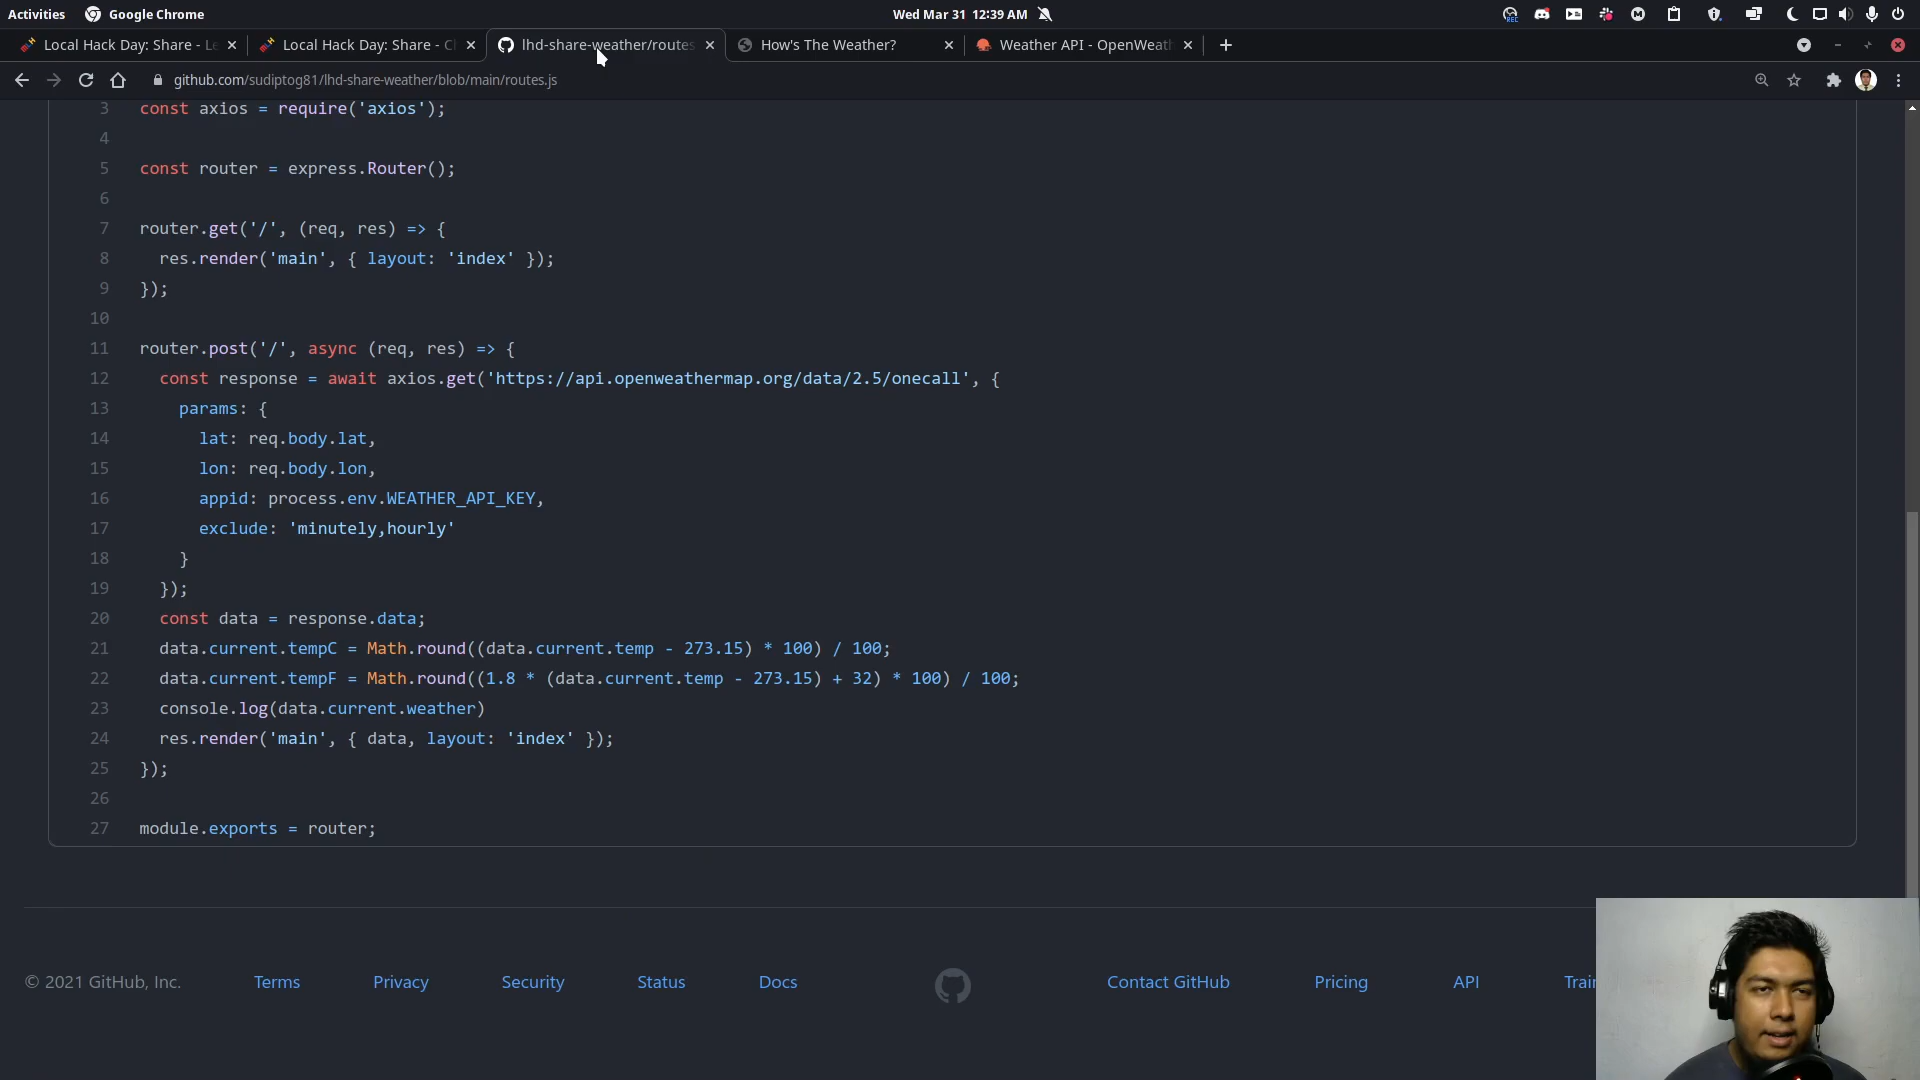 Activities
Google Chrome
Wed Mar 31 12:39 AM
REC
Local Hack Day: Share - Le
Local Hack Day: Share - C
lhd-share-weather/routes
How's The Weather?
Weather API - OpenWeath
github.com/sudiptog81/lhd-share-weather/blob/main/routes.js
3 const axios = require('axios');
4
5 const router = express.Router();
6
7 router.get('/', (req, res) => {
8 res.render('main', { layout: 'index' });
9 });
10
11 router.post('/', async (req, res) => {
12 const response = await axios.get('https://api.openweathermap.org/data/2.5/onecall', {
13 params: {
14 lat: req.body.lat,
15 lon: req.body.lon,
16 appid: process.env.WEATHER_API_KEY,
17 exclude: 'minutely,hourly'
18 }
19 });
20 const data = response.data;
21 data.current.tempC = Math.round((data.current.temp - 273.15) * 100) / 100;
22 data.current.tempF = Math.round((1.8 * (data.current.temp - 273.15) + 32) * 100) / 100;
23 console.log(data.current.weather)
24 res.render('main', { data, layout: 'index' });
25 });
26
27 module.exports = router;
© 2021 GitHub, Inc.
Terms
Privacy
Security
Status
Docs
Contact GitHub
Pricing
API
Trai